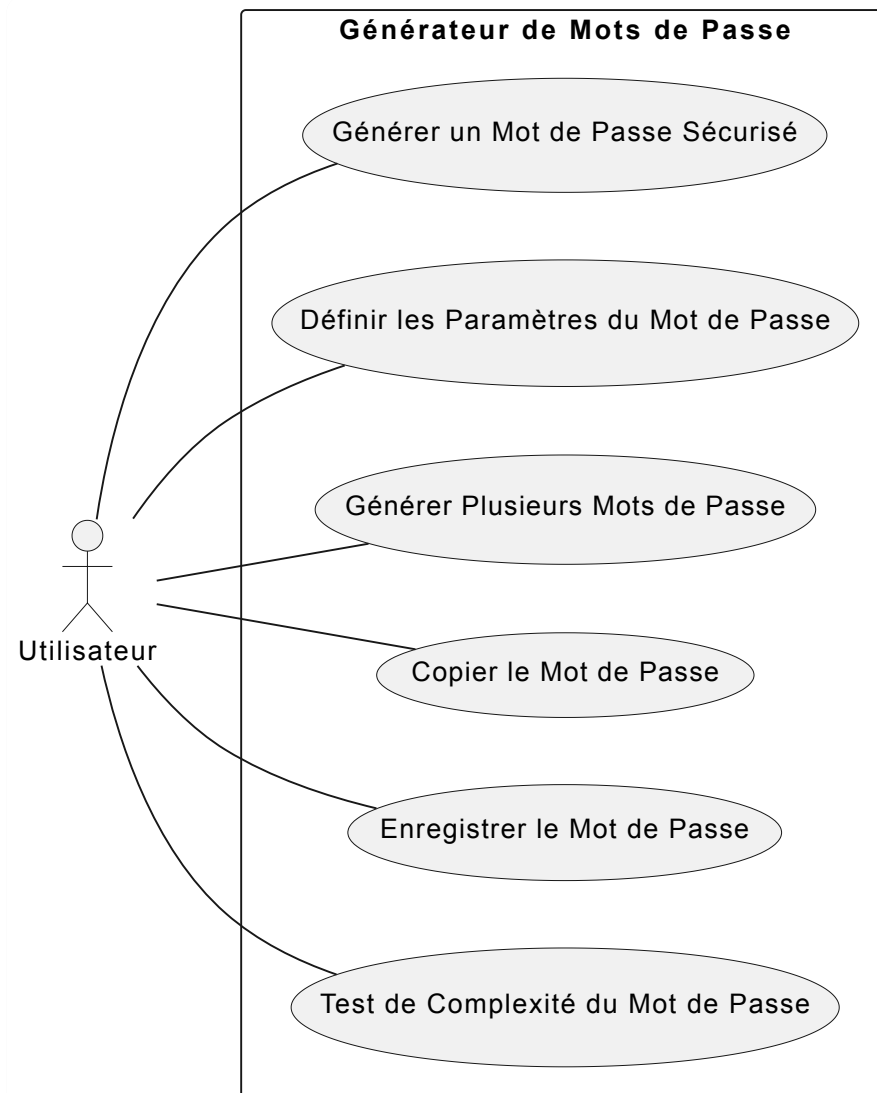 Générateur de Mots de Passe
Générer un Mot de Passe Sécurisé
Définir les Paramètres du Mot de Passe
Générer Plusieurs Mots de Passe
Utilisateur
Copier le Mot de Passe
Enregistrer le Mot de Passe
Test de Complexité du Mot de Passe